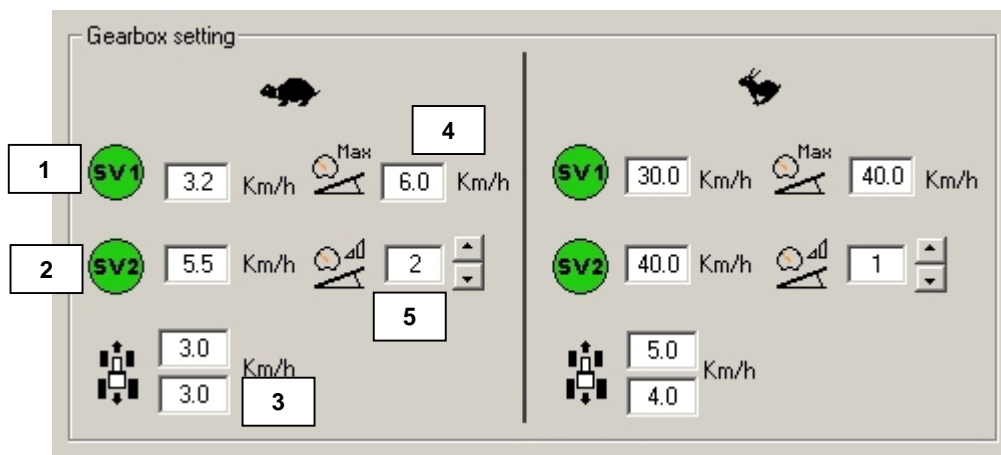 Gearbox setting
4
1 SV1 3.2 Km/h Max 6.0 Km/h
SV1 30.0 Km/h Max 40.0 Km/h
2 SV2 5.5 Km/h 2
SV2 40.0 Km/h 1
5
3.0
3.0 Km/h
3
5.0
4.0 Km/h